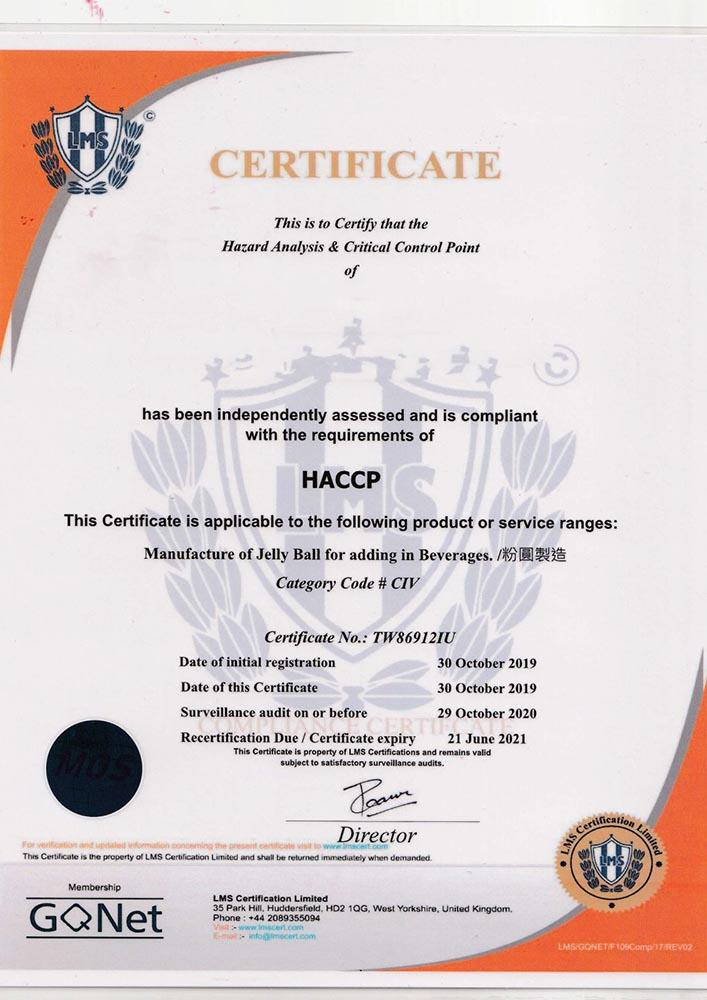 LMS
©
CERTIFICATE
This is to Certify that the
Hazard Analysis & Critical Control Point
of
©
has been independently assessed and is compliant
with the requirements of
LMS
HACCP
This Certificate is applicable to the following product or service ranges:
Manufacture of Jelly Ball for adding in Beverages. /粉圓製造
Category Code # CIV
Certificate No.: TW86912IU
Date of initial registration 30 October 2019
Date of this Certificate 30 October 2019
Surveillance audit on or before 29 October 2020
COMPLIANCE CERTIFICATE
Recertification Due / Certificate expiry 21 June 2021
This Certificate is property of LMS Certifications and remains valid
subject to satisfactory surveillance audits.
MOS
Director
For verification and updated information concerning the present certificate visit to www.lmscert.com
This Certificate is the property of LMS Certification Limited and shall be returned immediately when demanded.
LMS Certification Limited
LMS
Membership
GQNet
LMS Certification Limited
35 Park Hill, Huddersfield, HD2 1QG, West Yorkshire, United Kingdom.
Phone : +44 2089355094
Visit :- www.lmscert.com
E-mail :- info@lmscert.com
LMS/GQNET/F109Comp/17/REV02